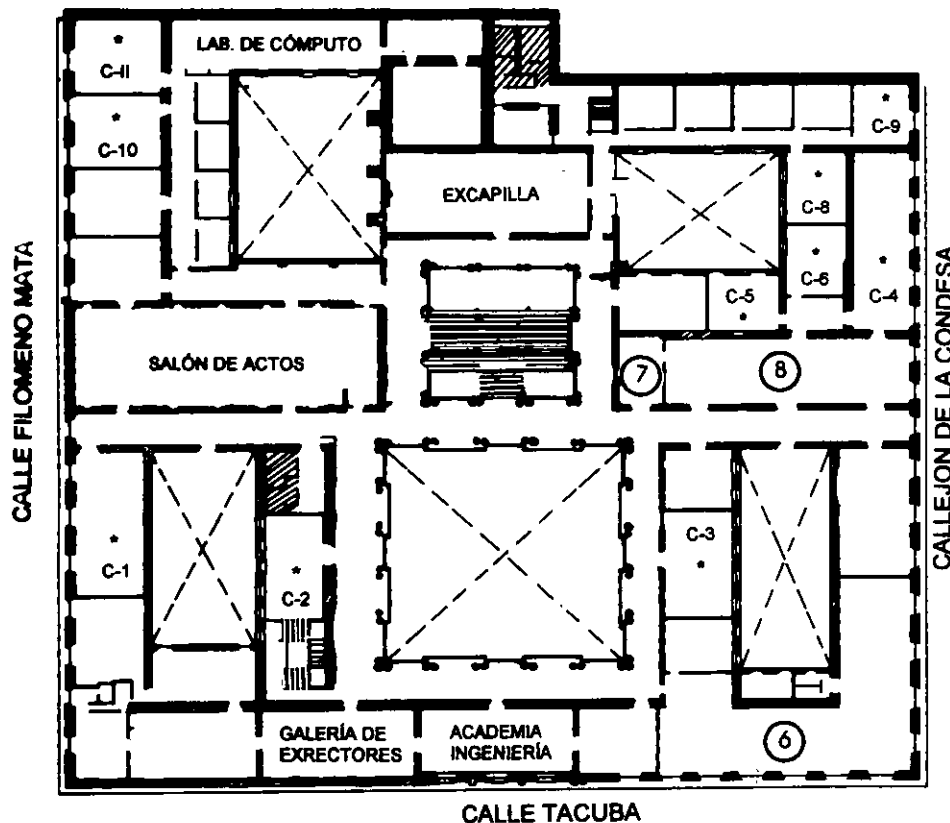 LAB. DE CÓMPUTO
*
C-II
*
C-10
*
C-9
EXCAPILLA
*
C-8
*
C-6
*
C-4
C-5
*
CALLE FILOMENO MATA
SALÓN DE ACTOS
7
8
CALLEJON DE LA CONDESA
*
C-1
*
C-2
C-3
*
GALERÍA DE
EXRECTORES
ACADEMIA
INGENIERÍA
6
CALLE TACUBA